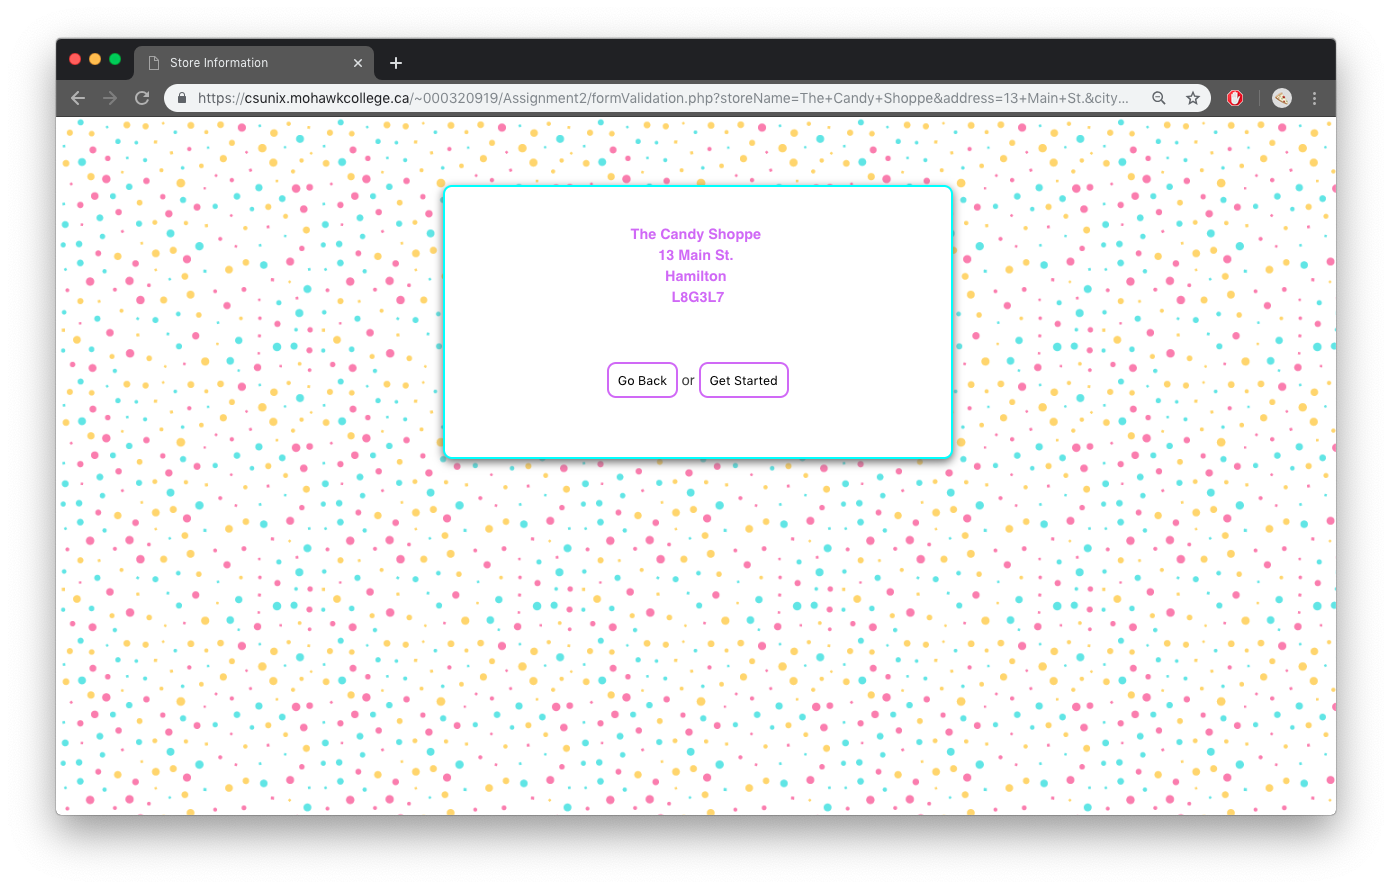 Store Information
https://csunix.mohawkcollege.ca/~000320919/Assignment2/formValidation.php?storeName=The+Candy+Shoppe&address=13+Main+St.&city...
The Candy Shoppe
13 Main St.
Hamilton
L8G3L7
Go Back or Get Started